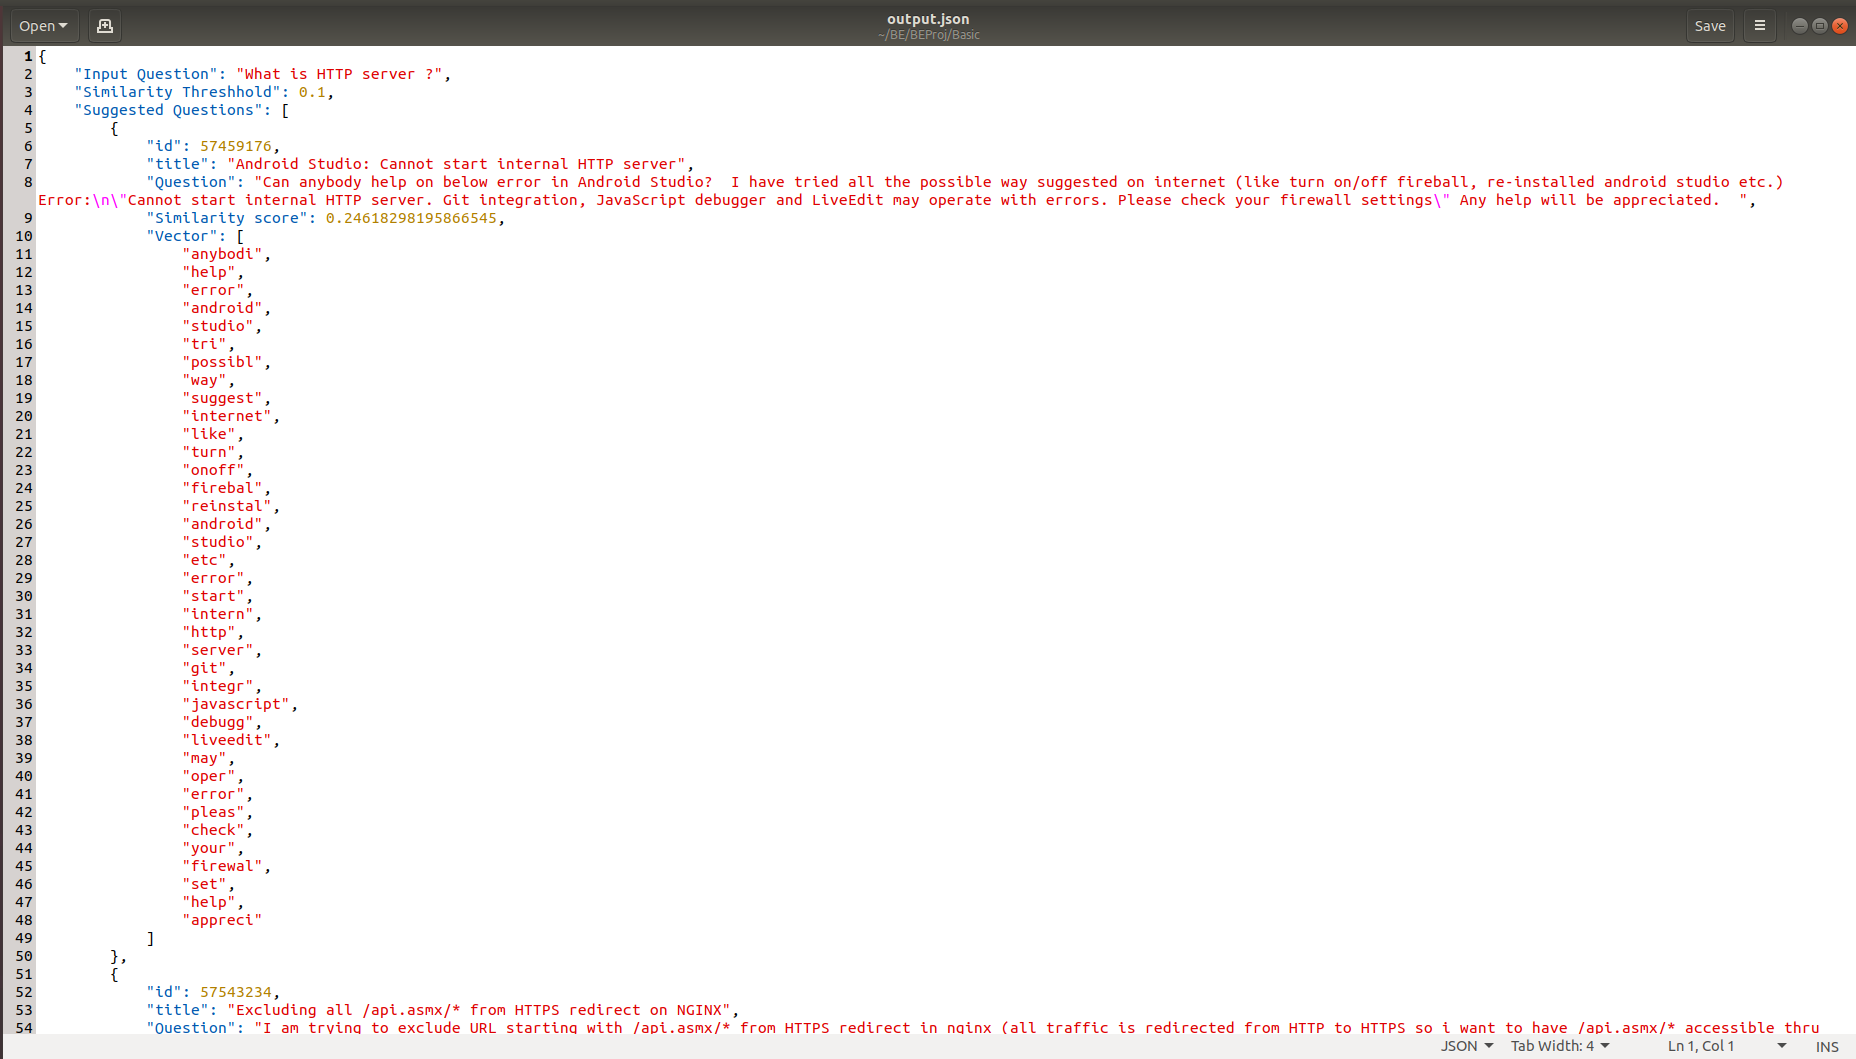 Open
output.json
~/BE/BEProj/Basic
Save
1 {
2 "Input Question": "What is HTTP server ?",
3 "Similarity Threshhold": 0.1,
4 "Suggested Questions": [
5 {
6 "id": 57459176,
7 "title": "Android Studio: Cannot start internal HTTP server",
8 "Question": "Can anybody help on below error in Android Studio?  I have tried all the possible way suggested on internet (like turn on/off fireball, re-installed android studio etc.)
Error:\n\"Cannot start internal HTTP server. Git integration, JavaScript debugger and LiveEdit may operate with errors. Please check your firewall settings\" Any help will be appreciated.  ",
9 "Similarity score": 0.24618298195866545,
10 "Vector": [
11 "anybodi",
12 "help",
13 "error",
14 "android",
15 "studio",
16 "tri",
17 "possibl",
18 "way",
19 "suggest",
20 "internet",
21 "like",
22 "turn",
23 "onoff",
24 "firebal",
25 "reinstal",
26 "android",
27 "studio",
28 "etc",
29 "error",
30 "start",
31 "intern",
32 "http",
33 "server",
34 "git",
35 "integr",
36 "javascript",
37 "debugg",
38 "liveedit",
39 "may",
40 "oper",
41 "error",
42 "pleas",
43 "check",
44 "your",
45 "firewal",
46 "set",
47 "help",
48 "appreci"
49 ]
50 },
51 {
52 "id": 57543234,
53 "title": "Excluding all /api.asmx/* from HTTPS redirect on NGINX",
54 "Question": "I am trying to exclude URL starting with /api.asmx/* from HTTPS redirect in nginx (all traffic is redirected from HTTP to HTTPS so i want to have /api.asmx/* accessible thru
JSON Tab Width: 4 Ln 1, Col 1 INS